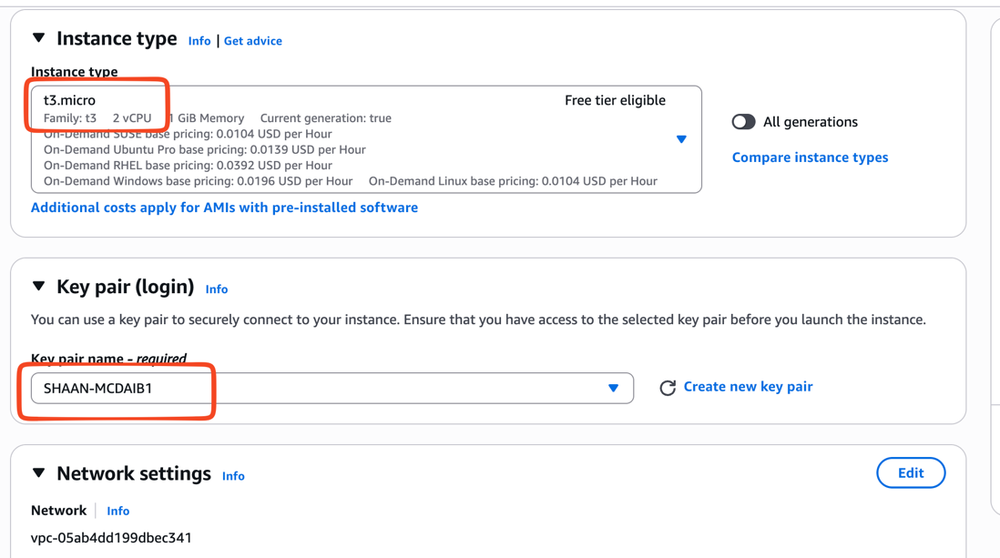 Instance type Info | Get advice
Instance type
t3.micro Free tier eligible
Family: t3 2 vCPU 1 GiB Memory Current generation: true
On-Demand SUSE base pricing: 0.0104 USD per Hour
On-Demand Ubuntu Pro base pricing: 0.0139 USD per Hour
On-Demand RHEL base pricing: 0.0392 USD per Hour
On-Demand Windows base pricing: 0.0196 USD per Hour On-Demand Linux base pricing: 0.0104 USD per Hour
All generations
Compare instance types
Additional costs apply for AMIs with pre-installed software
Key pair (login) Info
You can use a key pair to securely connect to your instance. Ensure that you have access to the selected key pair before you launch the instance.
Key pair name - required
SHAAN-MCDAIB1
Create new key pair
Network settings Info
Edit
Network Info
vpc-05ab4dd199dbec341